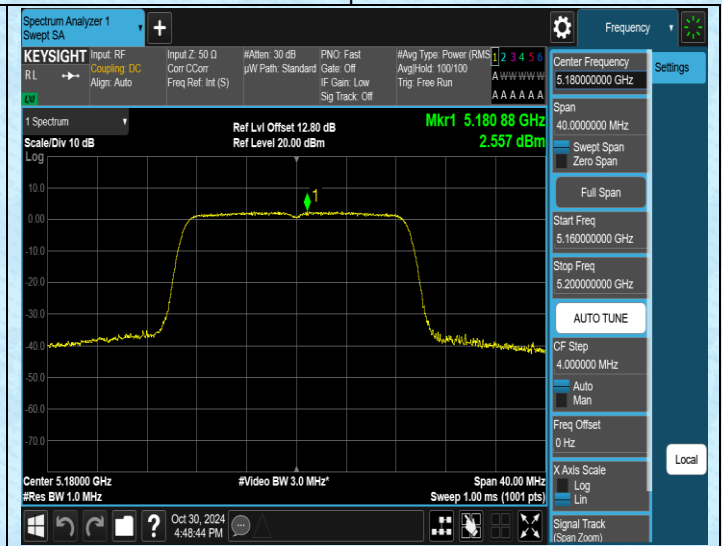 Spectrum Analyzer 1
Swept SA
+
Frequency
KEYSIGHT
RL
LXI
Input: RF
Coupling: DC
Align: Auto
Input Z: 50 Ω
Corr CCorr
Freq Ref: Int (S)
#Atten: 30 dB
µW Path: Standard
PNO: Fast
Gate: Off
IF Gain: Low
Sig Track: Off
#Avg Type: Power (RMS
Avg|Hold: 100/100
Trig: Free Run
1 2 3 4 5 6
A W W W W W
A A A A A A
1 Spectrum
Scale/Div 10 dB
Log
Ref Lvl Offset 12.80 dB
Ref Level 20.00 dBm
Mkr1 5.180 88 GHz
2.557 dBm
1
10.0
0.00
-10.0
-20.0
-30.0
-40.0
-50.0
-60.0
-70.0
Center 5.18000 GHz
#Res BW 1.0 MHz
#Video BW 3.0 MHz*
Span 40.00 MHz
Sweep 1.00 ms (1001 pts)
Center Frequency
5.180000000 GHz
Settings
Span
40.0000000 MHz
Swept Span
Zero Span
Full Span
Start Freq
5.160000000 GHz
Stop Freq
5.200000000 GHz
AUTO TUNE
CF Step
4.000000 MHz
Auto
Man
Freq Offset
0 Hz
X Axis Scale
Log
Lin
Local
Signal Track
(Span Zoom)
?
Oct 30, 2024
4:48:44 PM